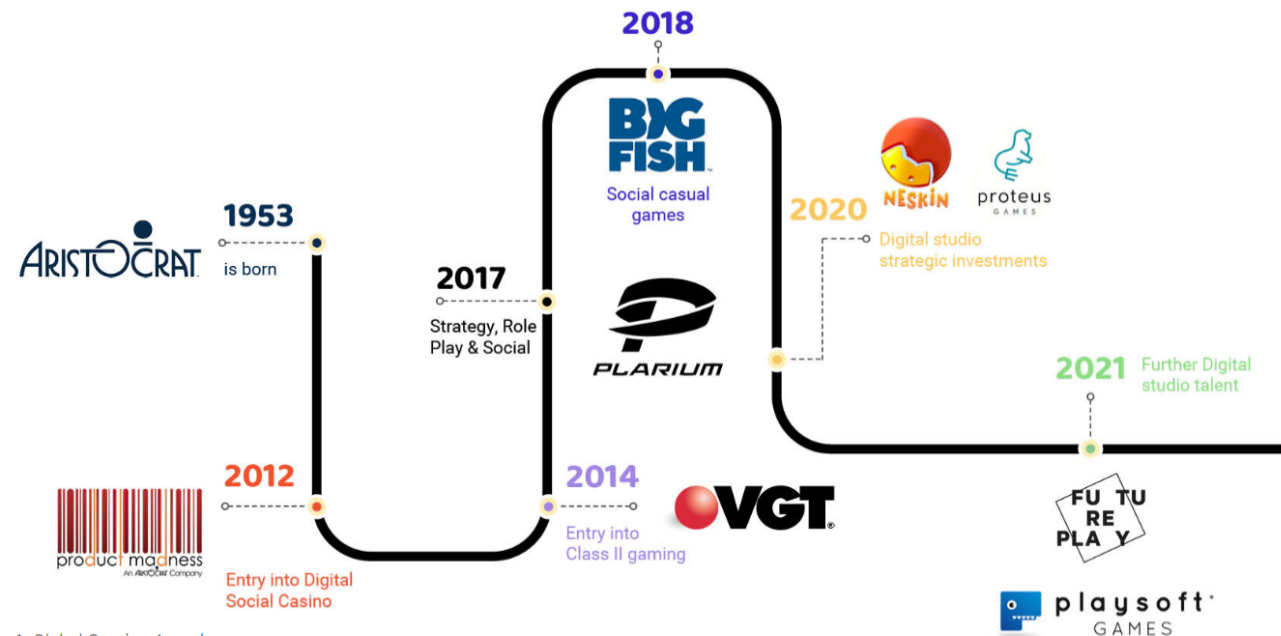 2018
BIG
FISH™
Social casual
games
NESKIN
proteus
GAMES
2020
Digital studio
strategic investments
1953
ARISTOCRAT
is born
2017
Strategy, Role
Play & Social
PLARIUM
2021
Further Digital
studio talent
2012
product madness
An ARISTOCRAT Company
Entry into Digital
Social Casino
2014
Entry into
Class II gaming
VGT®
FU TU
RE
PLA Y
playsoft
GAMES